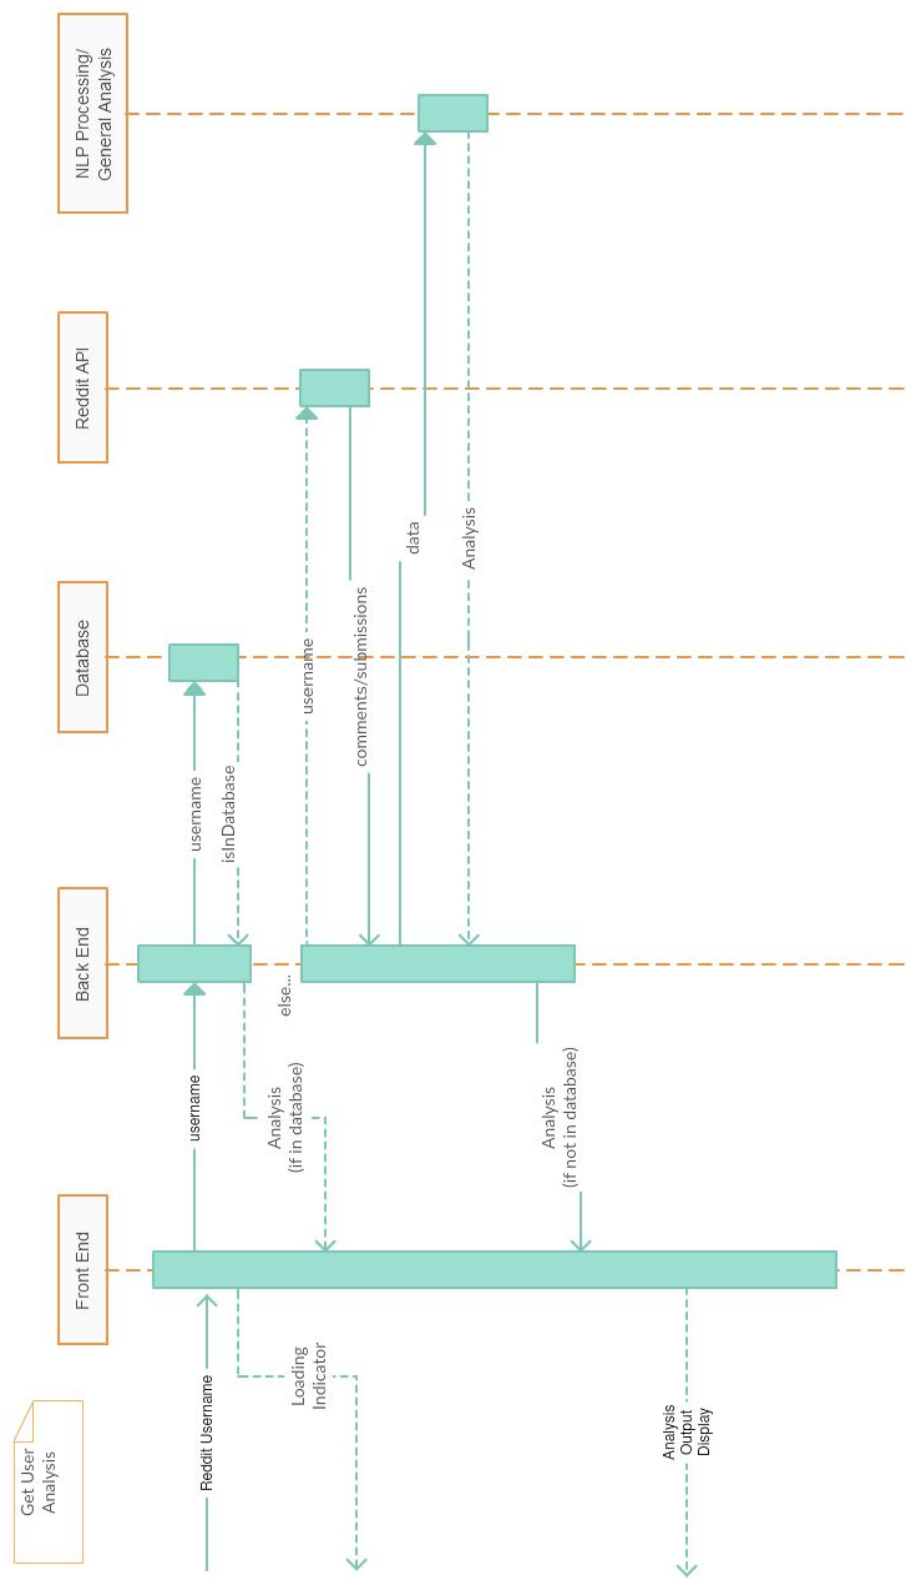 Get User
Analysis
Front End
Back End
Database
Reddit API
NLP Processing/
General Analysis
Reddit Username
username
username
isInDatabase
Loading
Indicator
Analysis
(if in database)
else...
username
comments/submissions
data
Analysis
Analysis
(if not in database)
Analysis
Output
Display